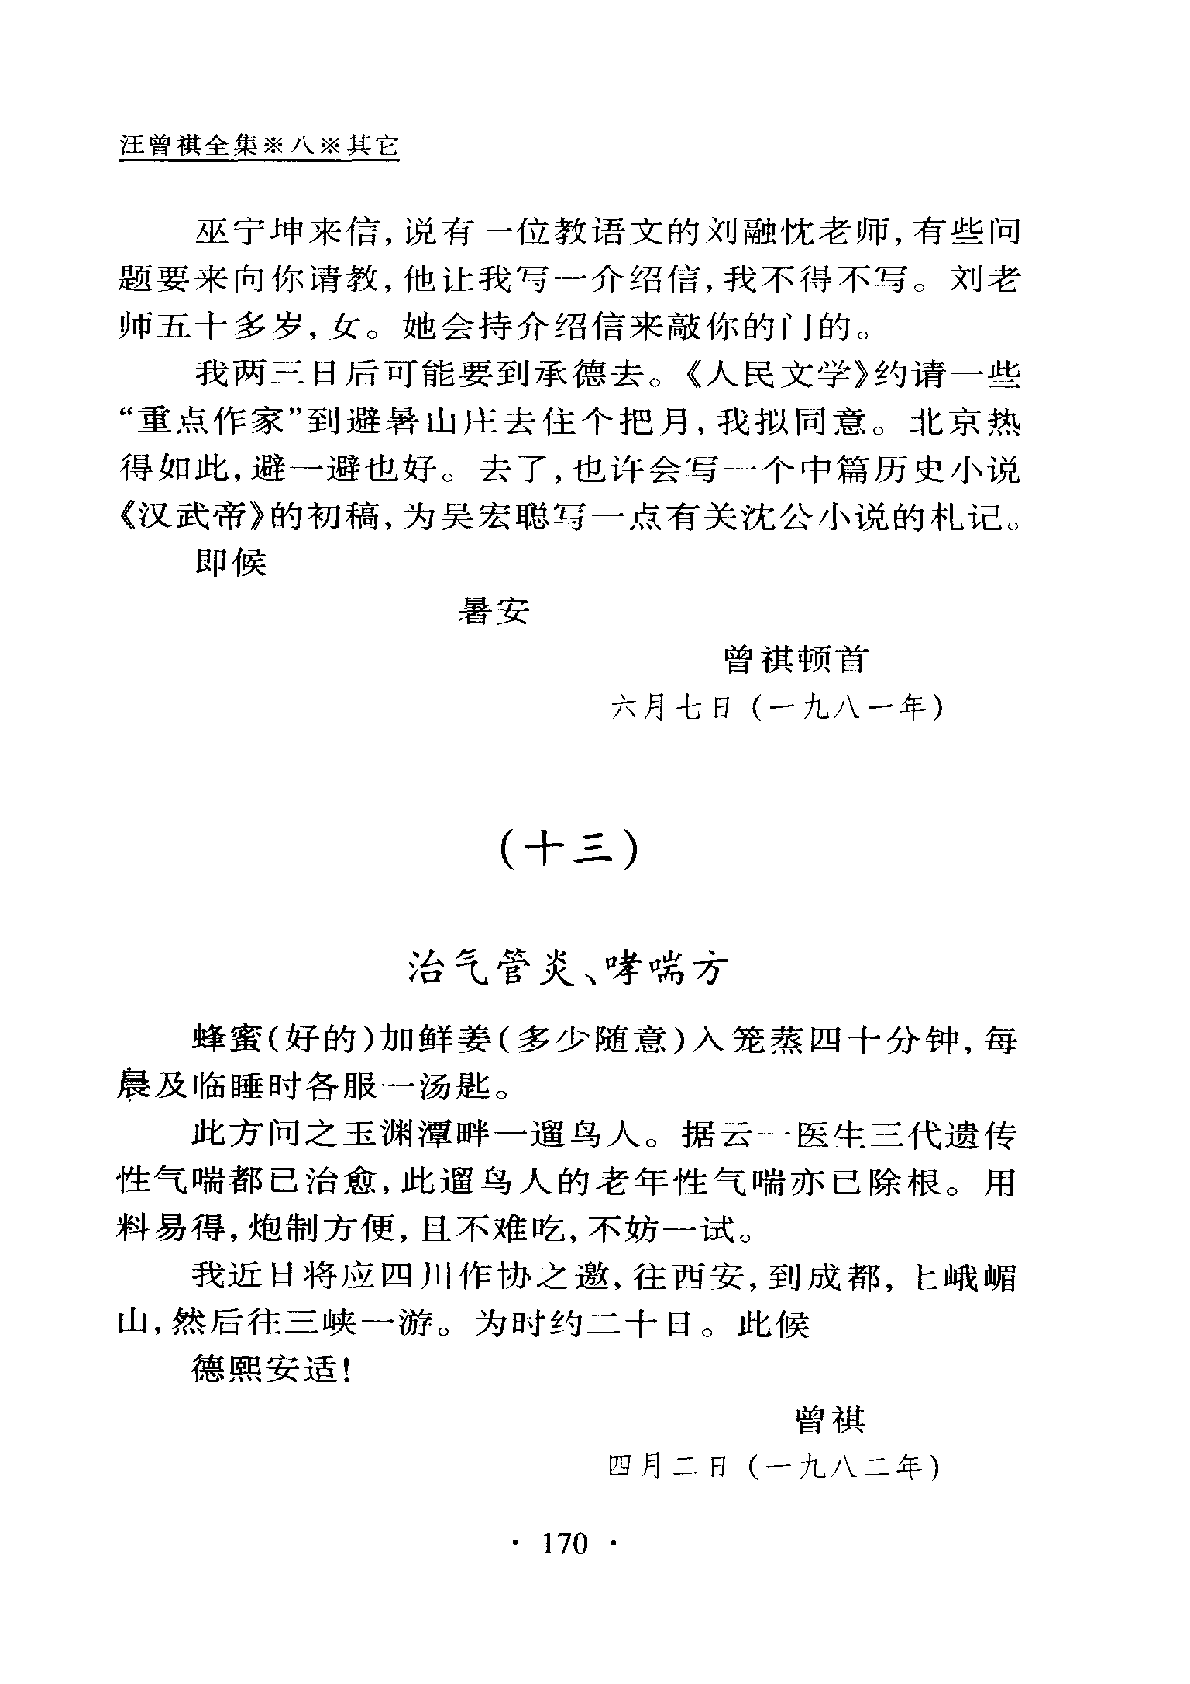 汪曾祺全集※八※其它
巫宁坤来信,说有一位教语文的刘融忱老师,有些问
题要来向你请教,他让我写一介绍信,我不得不写。刘老
师五十多岁,女。她会持介绍信来敲你的门的。
我两三日后可能要到承德去。《人民文学》约请一些
“重点作家”到避暑山庄去住个把月,我拟同意。北京热
得如此,避一避也好。去了,也许会写一个中篇历史小说
《汉武帝》的初稿,为吴宏聪写一点有关沈公小说的札记。
即候
暑安
曾祺顿首
六月七日(一九八一年)
(十三)
治气管炎、哮喘方
蜂蜜(好的)加鲜姜(多少随意)入笼蒸四十分钟,每
晨及临睡时各服一汤匙。
此方问之玉渊潭畔一遛鸟人。据云一医生三代遗传
性气喘都已治愈,此遛鸟人的老年性气喘亦已除根。用
料易得,炮制方便,且不难吃,不妨一试。
我近日将应四川作协之邀,往西安,到成都,上峨嵋
山,然后往三峡一游。为时约二十日。此候
德熙安适!
曾祺
四月二日(一九八二年)
· 170 ·